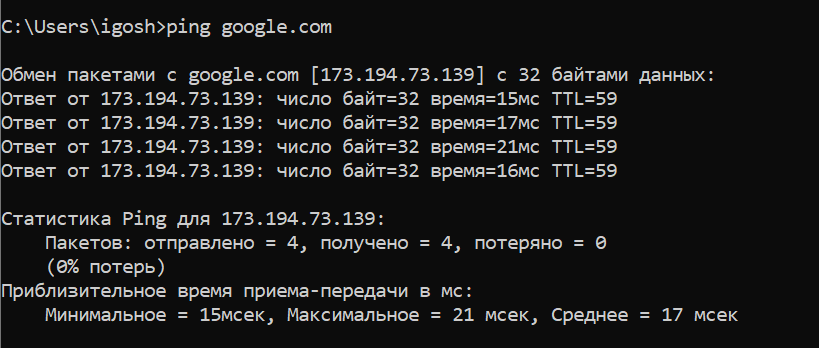 C:\Users\igosh>ping google.com
Обмен пакетами с google.com [173.194.73.139] с 32 байтами данных:
Ответ от 173.194.73.139: число байт=32 время=15мс TTL=59
Ответ от 173.194.73.139: число байт=32 время=17мс TTL=59
Ответ от 173.194.73.139: число байт=32 время=21мс TTL=59
Ответ от 173.194.73.139: число байт=32 время=16мс TTL=59
Статистика Ping для 173.194.73.139:
    Пакетов: отправлено = 4, получено = 4, потеряно = 0
    (0% потерь)
Приблизительное время приема-передачи в мс:
    Минимальное = 15мсек, Максимальное = 21 мсек, Среднее = 17 мсек